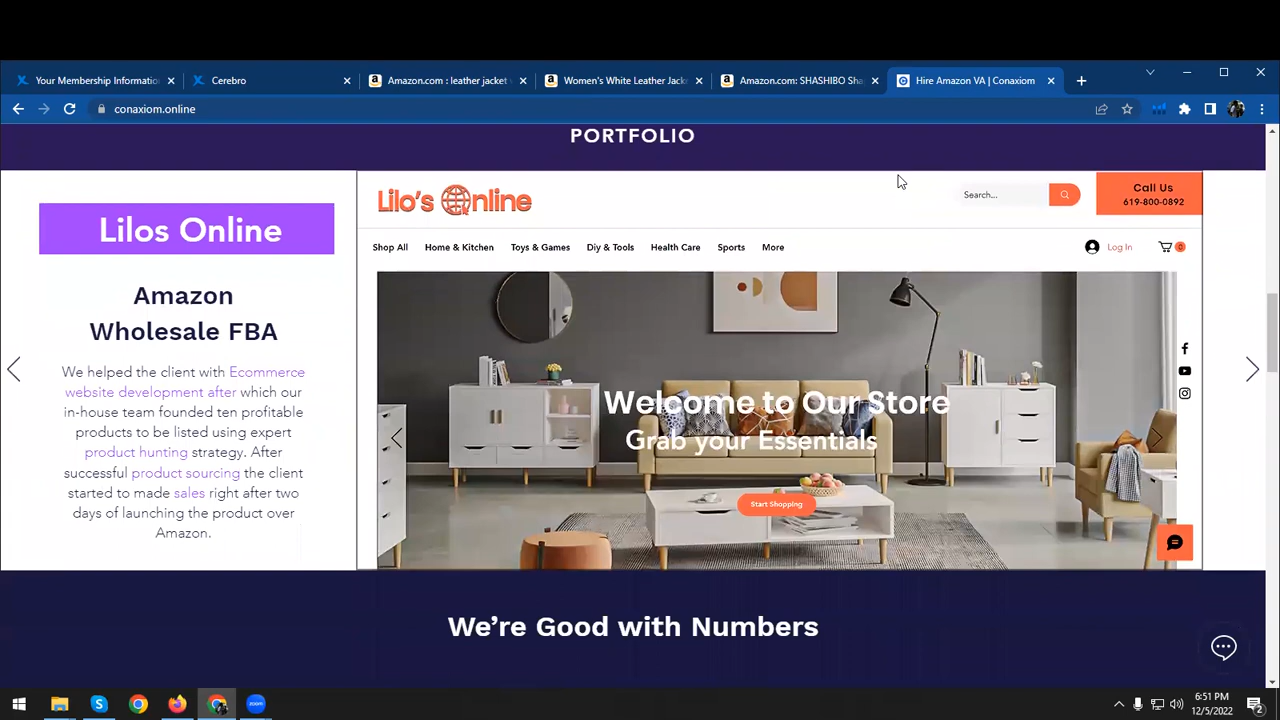 Your Membership Informatio
Cerebro
Amazon.com : leather jacket
Women's White Leather Jack
Amazon.com: SHASHIBO Sha
Hire Amazon VA | Conaxiom
conaxiom.online
PORTFOLIO
Lilos Online
Amazon
Wholesale FBA
We helped the client with Ecommerce
website development after which our
in-house team founded ten profitable
products to be listed using expert
product hunting strategy. After
successful product sourcing the client
started to made sales right after two
days of launching the product over
Amazon.
Lilo's Online
Search...
Call Us
619-800-0892
Shop All Home & Kitchen Toys & Games Diy & Tools Health Care Sports More
Log In
0
Welcome to Our Store
Grab your Essentials
Start Shopping
We're Good with Numbers
zoom
6:51 PM
12/5/2022
2